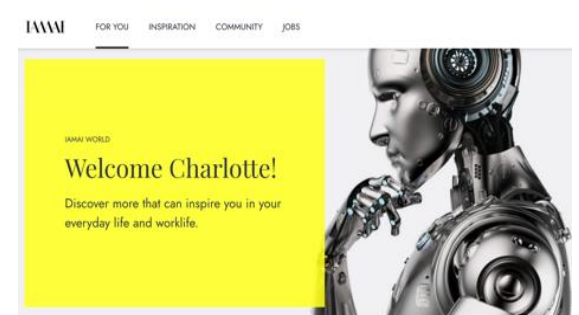 IAMAI
FOR YOU INSPIRATION COMMUNITY JOBS
IAMAI WORLD
Welcome Charlotte!
Discover more that can inspire you in your
everyday life and worklife.